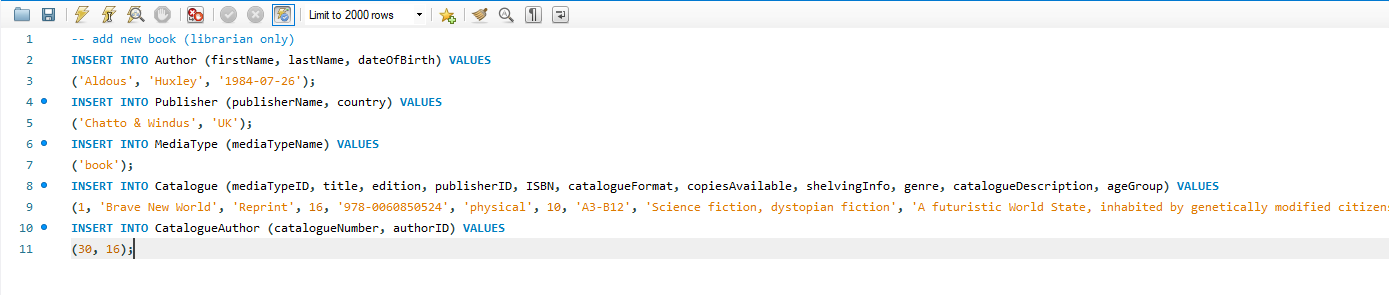 Limit to 2000 rows
1 -- add new book (librarian only)
2 INSERT INTO Author (firstName, lastName, dateOfBirth) VALUES
3 ('Aldous', 'Huxley', '1984-07-26');
4 INSERT INTO Publisher (publisherName, country) VALUES
5 ('Chatto & Windus', 'UK');
6 INSERT INTO MediaType (mediaTypeName) VALUES
7 ('book');
8 INSERT INTO Catalogue (mediaTypeID, title, edition, publisherID, ISBN, catalogueFormat, copiesAvailable, shelvingInfo, genre, catalogueDescription, ageGroup) VALUES
9 (1, 'Brave New World', 'Reprint', 16, '978-0060850524', 'physical', 10, 'A3-B12', 'Science fiction, dystopian fiction', 'A futuristic World State, inhabited by genetically modified citizens
10 INSERT INTO CatalogueAuthor (catalogueNumber, authorID) VALUES
11 (30, 16);